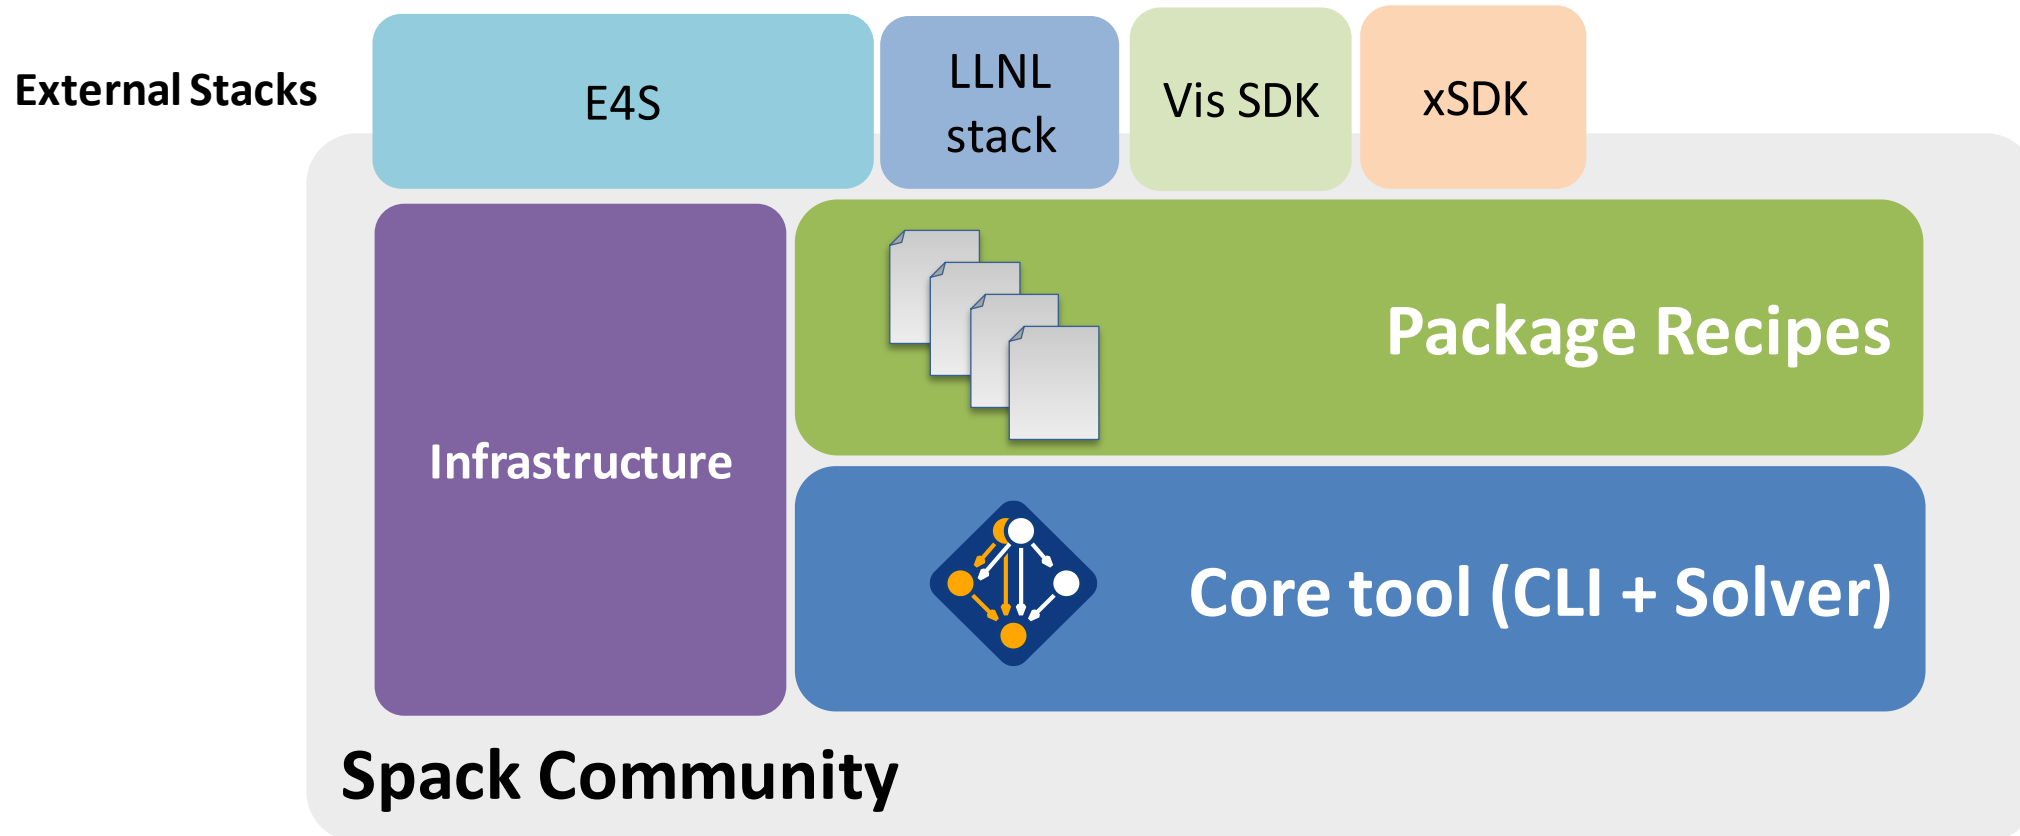 External Stacks
E4S
LLNL
stack
Vis SDK
xSDK
Package Recipes
Infrastructure
Core tool (CLI + Solver)
Spack Community